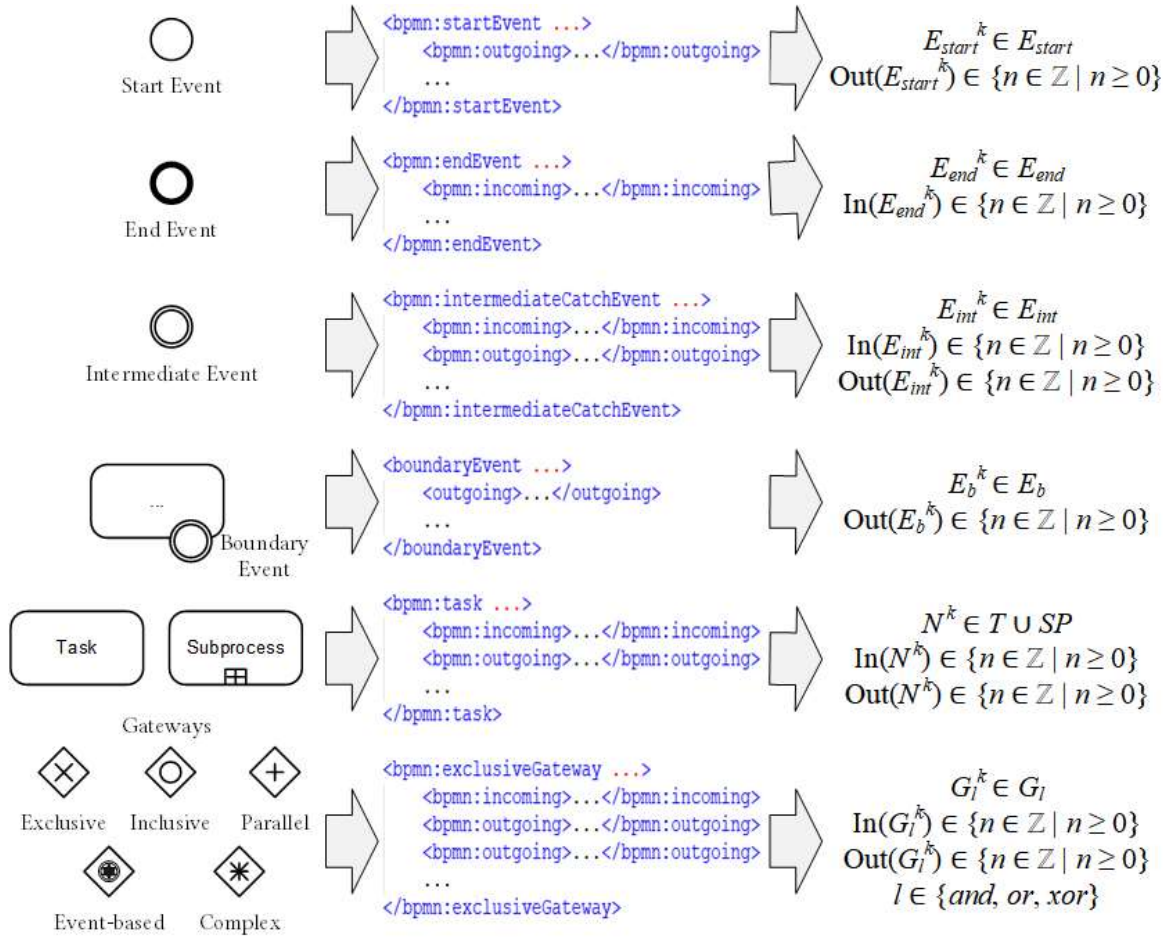 Start Event
<bpmn:startEvent ...>
<bpmn:outgoing>...</bpmn:outgoing>
...
</bpmn:startEvent>
E_start^k ∈ E_start
Out(E_start^k) ∈ {n ∈ ℤ | n ≥ 0}
End Event
<bpmn:endEvent ...>
<bpmn:incoming>...</bpmn:incoming>
...
</bpmn:endEvent>
E_end^k ∈ E_end
In(E_end^k) ∈ {n ∈ ℤ | n ≥ 0}
Intermediate Event
<bpmn:intermediateCatchEvent ...>
<bpmn:incoming>...</bpmn:incoming>
<bpmn:outgoing>...</bpmn:outgoing>
...
</bpmn:intermediateCatchEvent>
E_int^k ∈ E_int
In(E_int^k) ∈ {n ∈ ℤ | n ≥ 0}
Out(E_int^k) ∈ {n ∈ ℤ | n ≥ 0}
...
Boundary
Event
<boundaryEvent ...>
<outgoing>...</outgoing>
...
</boundaryEvent>
E_b^k ∈ E_b
Out(E_b^k) ∈ {n ∈ ℤ | n ≥ 0}
Task
Subprocess
<bpmn:task ...>
<bpmn:incoming>...</bpmn:incoming>
<bpmn:outgoing>...</bpmn:outgoing>
...
</bpmn:task>
N^k ∈ T ∪ SP
In(N^k) ∈ {n ∈ ℤ | n ≥ 0}
Out(N^k) ∈ {n ∈ ℤ | n ≥ 0}
Gateways
Exclusive
Inclusive
Parallel
Event-based
Complex
<bpmn:exclusiveGateway ...>
<bpmn:incoming>...</bpmn:incoming>
<bpmn:outgoing>...</bpmn:outgoing>
<bpmn:outgoing>...</bpmn:outgoing>
...
</bpmn:exclusiveGateway>
G_l^k ∈ G_l
In(G_l^k) ∈ {n ∈ ℤ | n ≥ 0}
Out(G_l^k) ∈ {n ∈ ℤ | n ≥ 0}
l ∈ {and, or, xor}